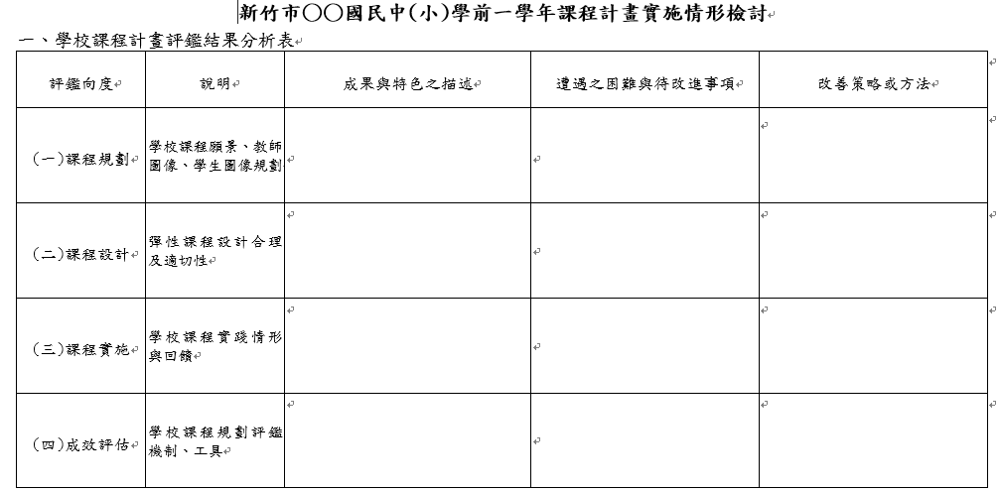 新竹市○○國民中(小)學前一學年課程計畫實施情形檢討
一、學校課程計畫評鑑結果分析表
評鑑向度 說明 成果與特色之描述 遭遇之困難與待改進事項 改善策略或方法
(一)課程規劃
學校課程願景、教師
圖像、學生圖像規劃
(二)課程設計
彈性課程設計合理
及適切性
(三)課程實施
學校課程實踐情形
與回饋
(四)成效評估
學校課程規劃評鑑
機制、工具